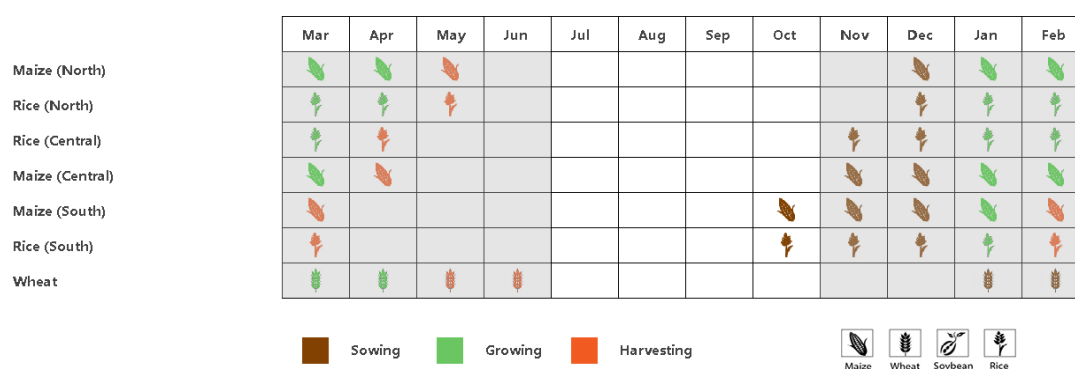 Mar Apr May Jun Jul Aug Sep Oct Nov Dec Jan Feb
Maize (North)
Rice (North)
Rice (Central)
Maize (Central)
Maize (South)
Rice (South)
Wheat
Sowing Growing Harvesting
Maize Wheat Soybean Rice